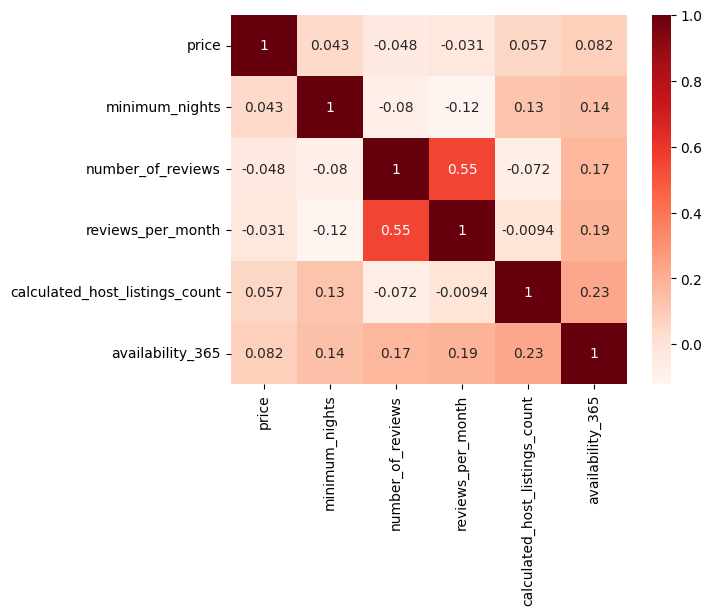 price 1 0.043 -0.048 -0.031 0.057 0.082
minimum_nights 0.043 1 -0.08 -0.12 0.13 0.14
number_of_reviews -0.048 -0.08 1 0.55 -0.072 0.17
reviews_per_month -0.031 -0.12 0.55 1 -0.0094 0.19
calculated_host_listings_count 0.057 0.13 -0.072 -0.0094 1 0.23
availability_365 0.082 0.14 0.17 0.19 0.23 1
price
minimum_nights
number_of_reviews
reviews_per_month
calculated_host_listings_count
availability_365
1.0
0.8
0.6
0.4
0.2
0.0